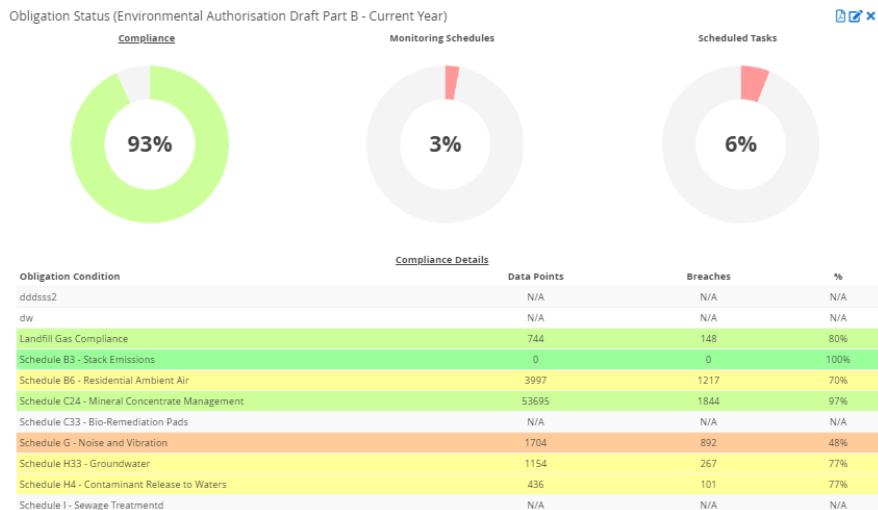 Obligation Status (Environmental Authorisation Draft Part B - Current Year)
Compliance Monitoring Schedules Scheduled Tasks
93% 3% 6%
Compliance Details
Obligation Condition Data Points Breaches %
dddsss2 N/A N/A N/A
dw N/A N/A N/A
Landfill Gas Compliance 744 148 80%
Schedule B3 - Stack Emissions 0 0 100%
Schedule B6 - Residential Ambient Air 3997 1217 70%
Schedule C24 - Mineral Concentrate Management 53695 1844 97%
Schedule C33 - Bio-Remediation Pads N/A N/A N/A
Schedule G - Noise and Vibration 1704 892 48%
Schedule H33 - Groundwater 1154 267 77%
Schedule H4 - Contaminant Release to Waters 436 101 77%
Schedule I - Sewage Treatmentd N/A N/A N/A